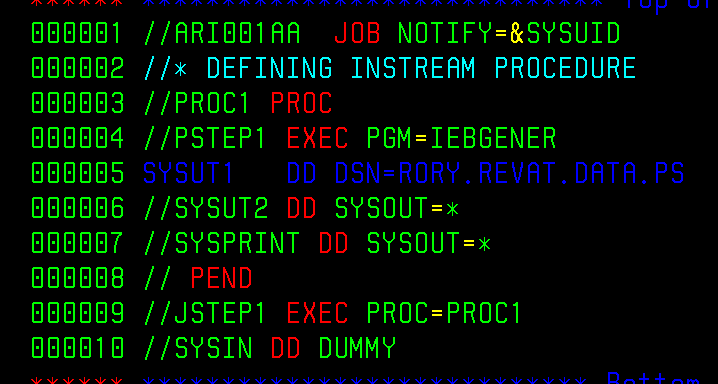 ****** **************************** Top of
000001 //ARI001AA  JOB NOTIFY=&SYSUID
000002 //* DEFINING INSTREAM PROCEDURE
000003 //PROC1 PROC
000004 //PSTEP1 EXEC PGM=IEBGENER
000005 SYSUT1   DD DSN=RORY.REVAT.DATA.PS
000006 //SYSUT2 DD SYSOUT=*
000007 //SYSPRINT DD SYSOUT=*
000008 // PEND
000009 //JSTEP1 EXEC PROC=PROC1
000010 //SYSIN DD DUMMY
****** *************************** Bottom